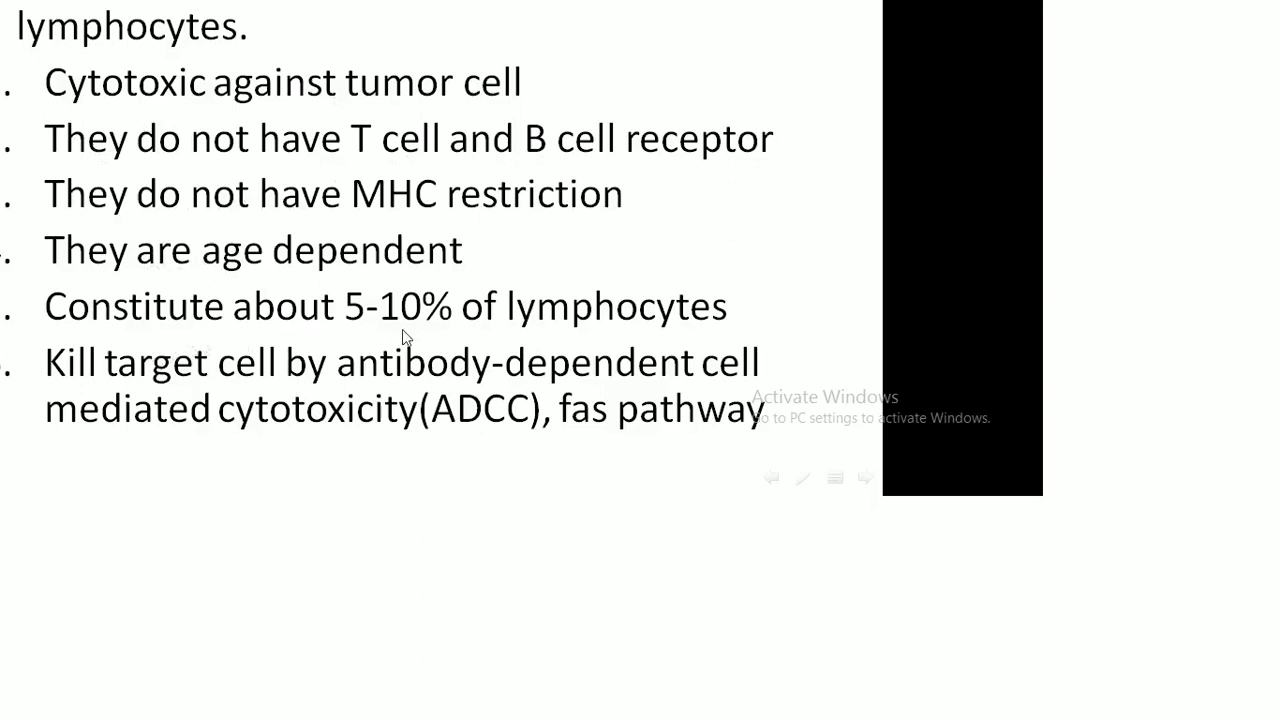 lymphocytes.
. Cytotoxic against tumor cell
. They do not have T cell and B cell receptor
. They do not have MHC restriction
. They are age dependent
. Constitute about 5-10% of lymphocytes
. Kill target cell by antibody-dependent cell
mediated cytotoxicity(ADCC), fas pathway
Activate Windows
to PC settings to activate Windows.